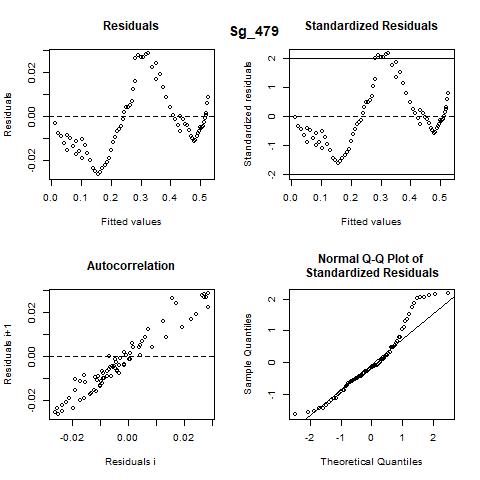 Sg_479
Residuals
Residuals
-0.02
0.00
0.02
0.0 0.1 0.2 0.3 0.4 0.5
Fitted values
Standardized Residuals
Standardized residuals
-2 -1 0 1 2
0.0 0.1 0.2 0.3 0.4 0.5
Fitted values
Autocorrelation
Residuals i+1
-0.02
0.00
0.02
-0.02 0.00 0.02
Residuals i
Normal Q-Q Plot of
Standardized Residuals
Sample Quantiles
-1 0 1 2
-2 -1 0 1 2
Theoretical Quantiles